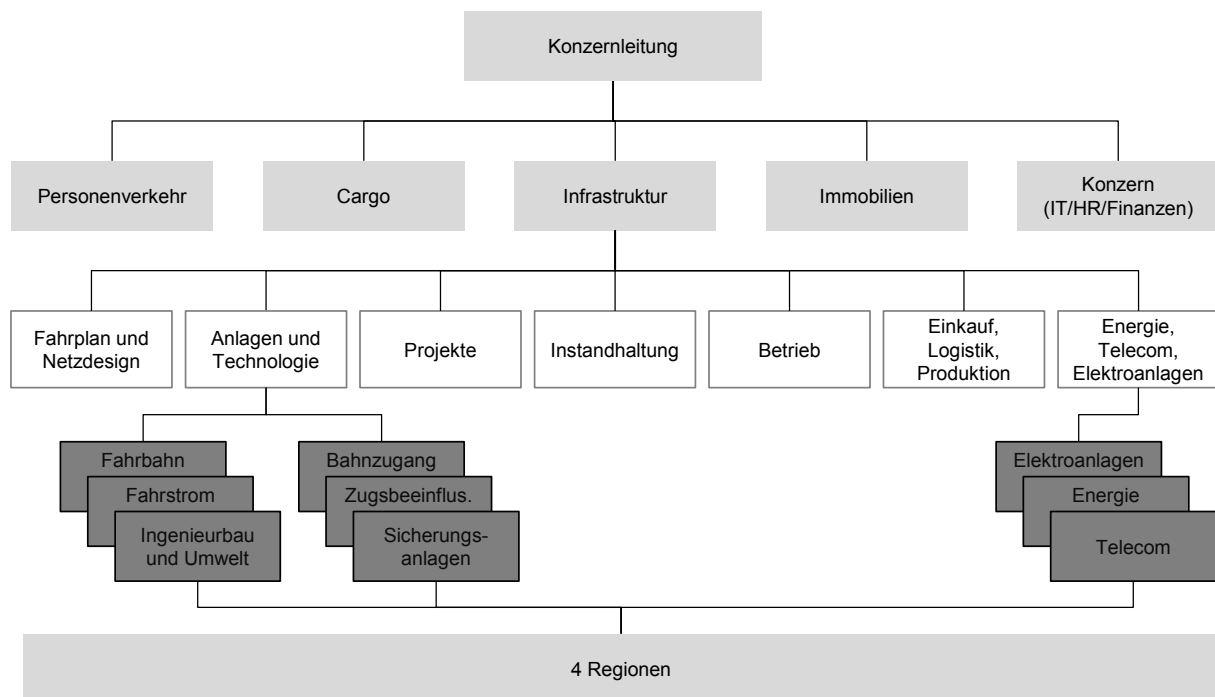 Konzernleitung
Personenverkehr
Cargo
Infrastruktur
Immobilien
Konzern
(IT/HR/Finanzen)
Fahrplan und
Netzdesign
Anlagen und
Technologie
Projekte
Instandhaltung
Betrieb
Einkauf,
Logistik,
Produktion
Energie,
Telecom,
Elektroanlagen
Fahrbahn
Fahrstrom
Ingenieurbau
und Umwelt
Bahnzugang
Zugsbeeinflus.
Sicherungs-
anlagen
Elektroanlagen
Energie
Telecom
4 Regionen